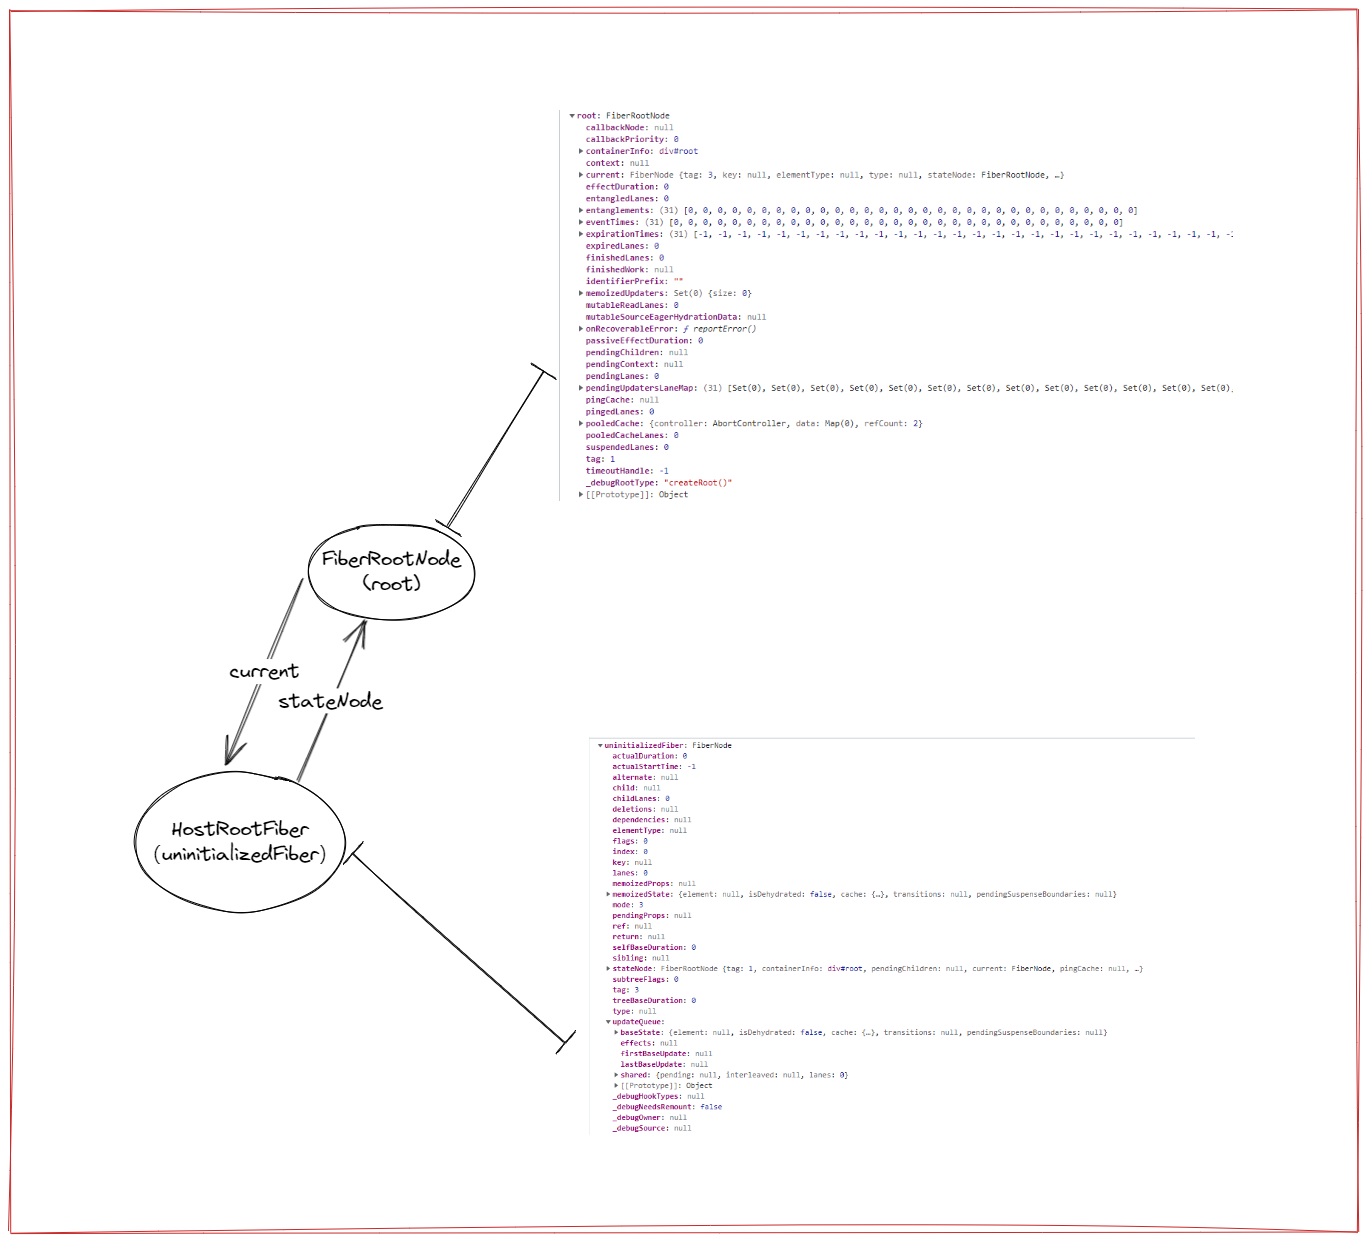 root: FiberRootNode
callbackNode: null
callbackPriority: 0
containerInfo: div#root
context: null
current: FiberNode {tag: 3, key: null, elementType: null, type: null, stateNode: FiberRootNode, …}
effectDuration: 0
entangledLanes: 0
entanglements: (31) [0, 0, 0, 0, 0, 0, 0, 0, 0, 0, 0, 0, 0, 0, 0, 0, 0, 0, 0, 0, 0, 0, 0, 0, 0, 0, 0, 0, 0, 0, 0]
eventTimes: (31) [0, 0, 0, 0, 0, 0, 0, 0, 0, 0, 0, 0, 0, 0, 0, 0, 0, 0, 0, 0, 0, 0, 0, 0, 0, 0, 0, 0, 0, 0, 0]
expirationTimes: (31) [-1, -1, -1, -1, -1, -1, -1, -1, -1, -1, -1, -1, -1, -1, -1, -1, -1, -1, -1, -1, -1, -1, -1, -1, -1, -1, -1, -1
expiredLanes: 0
finishedLanes: 0
finishedWork: null
identifierPrefix: ""
memoizedUpdaters: Set(0) {size: 0}
mutableReadLanes: 0
mutableSourceEagerHydrationData: null
onRecoverableError: ƒ reportError()
passiveEffectDuration: 0
pendingChildren: null
pendingContext: null
pendingLanes: 0
pendingUpdatersLaneMap: (31) [Set(0), Set(0), Set(0), Set(0), Set(0), Set(0), Set(0), Set(0), Set(0), Set(0), Set(0), Set(0), Set(0),
pingCache: null
pingedLanes: 0
pooledCache: {controller: AbortController, data: Map(0), refCount: 2}
pooledCacheLanes: 0
suspendedLanes: 0
tag: 1
timeoutHandle: -1
_debugRootType: "createRoot()"
[[Prototype]]: Object
FiberRootNode
(root)
current
stateNode
HostRootFiber
(uninitializedFiber)
uninitializedFiber: FiberNode
actualDuration: 0
actualStartTime: -1
alternate: null
child: null
childLanes: 0
deletions: null
dependencies: null
elementType: null
flags: 0
index: 0
key: null
lanes: 0
memoizedProps: null
memoizedState: {element: null, isDehydrated: false, cache: {…}, transitions: null, pendingSuspenseBoundaries: null}
mode: 3
pendingProps: null
ref: null
return: null
selfBaseDuration: 0
sibling: null
stateNode: FiberRootNode {tag: 1, containerInfo: div#root, pendingChildren: null, current: FiberNode, pingCache: null, …}
subtreeFlags: 0
tag: 3
treeBaseDuration: 0
type: null
updateQueue:
baseState: {element: null, isDehydrated: false, cache: {…}, transitions: null, pendingSuspenseBoundaries: null}
effects: null
firstBaseUpdate: null
lastBaseUpdate: null
shared: {pending: null, interleaved: null, lanes: 0}
[[Prototype]]: Object
_debugHookTypes: null
_debugNeedsRemount: false
_debugOwner: null
_debugSource: null